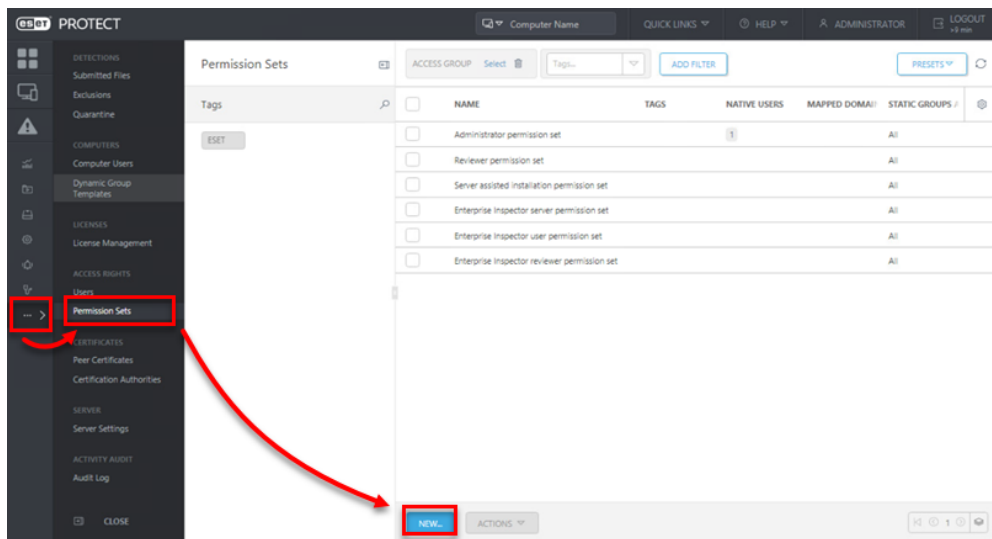 eset PROTECT
Computer Name
QUICK LINKS
HELP
ADMINISTRATOR
LOGOUT
>9 min
DETECTIONS
Submitted Files
Exclusions
Quarantine
COMPUTERS
Computer Users
Dynamic Group
Templates
LICENSES
License Management
ACCESS RIGHTS
Users
Permission Sets
CERTIFICATES
Peer Certificates
Certification Authorities
SERVER
Server Settings
ACTIVITY AUDIT
Audit Log
CLOSE
Permission Sets
Tags
ESET
ACCESS GROUP Select
Tags...
ADD FILTER
PRESETS
NAME TAGS NATIVE USERS MAPPED DOMAI STATIC GROUPS /
Administrator permission set 1 All
Reviewer permission set All
Server assisted installation permission set All
Enterprise Inspector server permission set All
Enterprise Inspector user permission set All
Enterprise Inspector reviewer permission set All
NEW...
ACTIONS
1